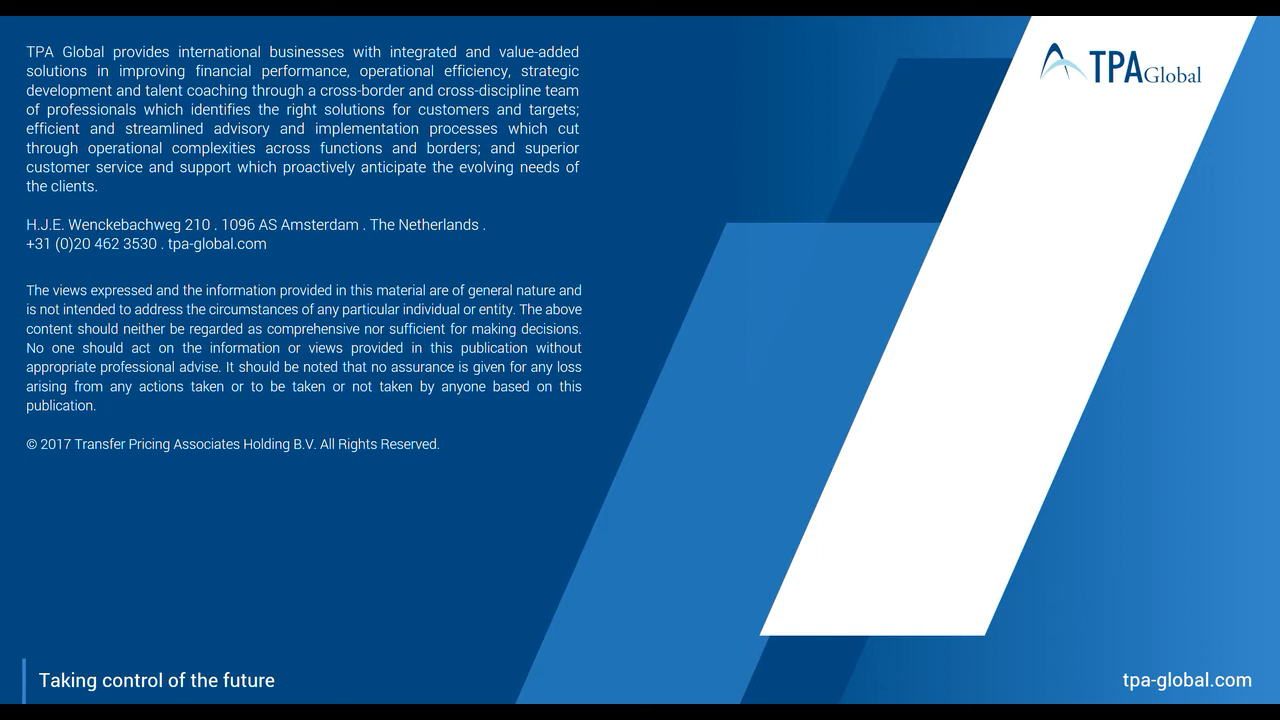 TPA Global provides international businesses with integrated and value-added
solutions in improving financial performance, operational efficiency, strategic
development and talent coaching through a cross-border and cross-discipline team
of professionals which identifies the right solutions for customers and targets;
efficient and streamlined advisory and implementation processes which cut
through operational complexities across functions and borders; and superior
customer service and support which proactively anticipate the evolving needs of
the clients.
H.J.E. Wenckebachweg 210 . 1096 AS Amsterdam . The Netherlands .
+31 (0)20 462 3530 . tpa-global.com
The views expressed and the information provided in this material are of general nature and
is not intended to address the circumstances of any particular individual or entity. The above
content should neither be regarded as comprehensive nor sufficient for making decisions.
No one should act on the information or views provided in this publication without
appropriate professional advise. It should be noted that no assurance is given for any loss
arising from any actions taken or to be taken or not taken by anyone based on this
publication.
© 2017 Transfer Pricing Associates Holding B.V. All Rights Reserved.
TPA Global
Taking control of the future
tpa-global.com